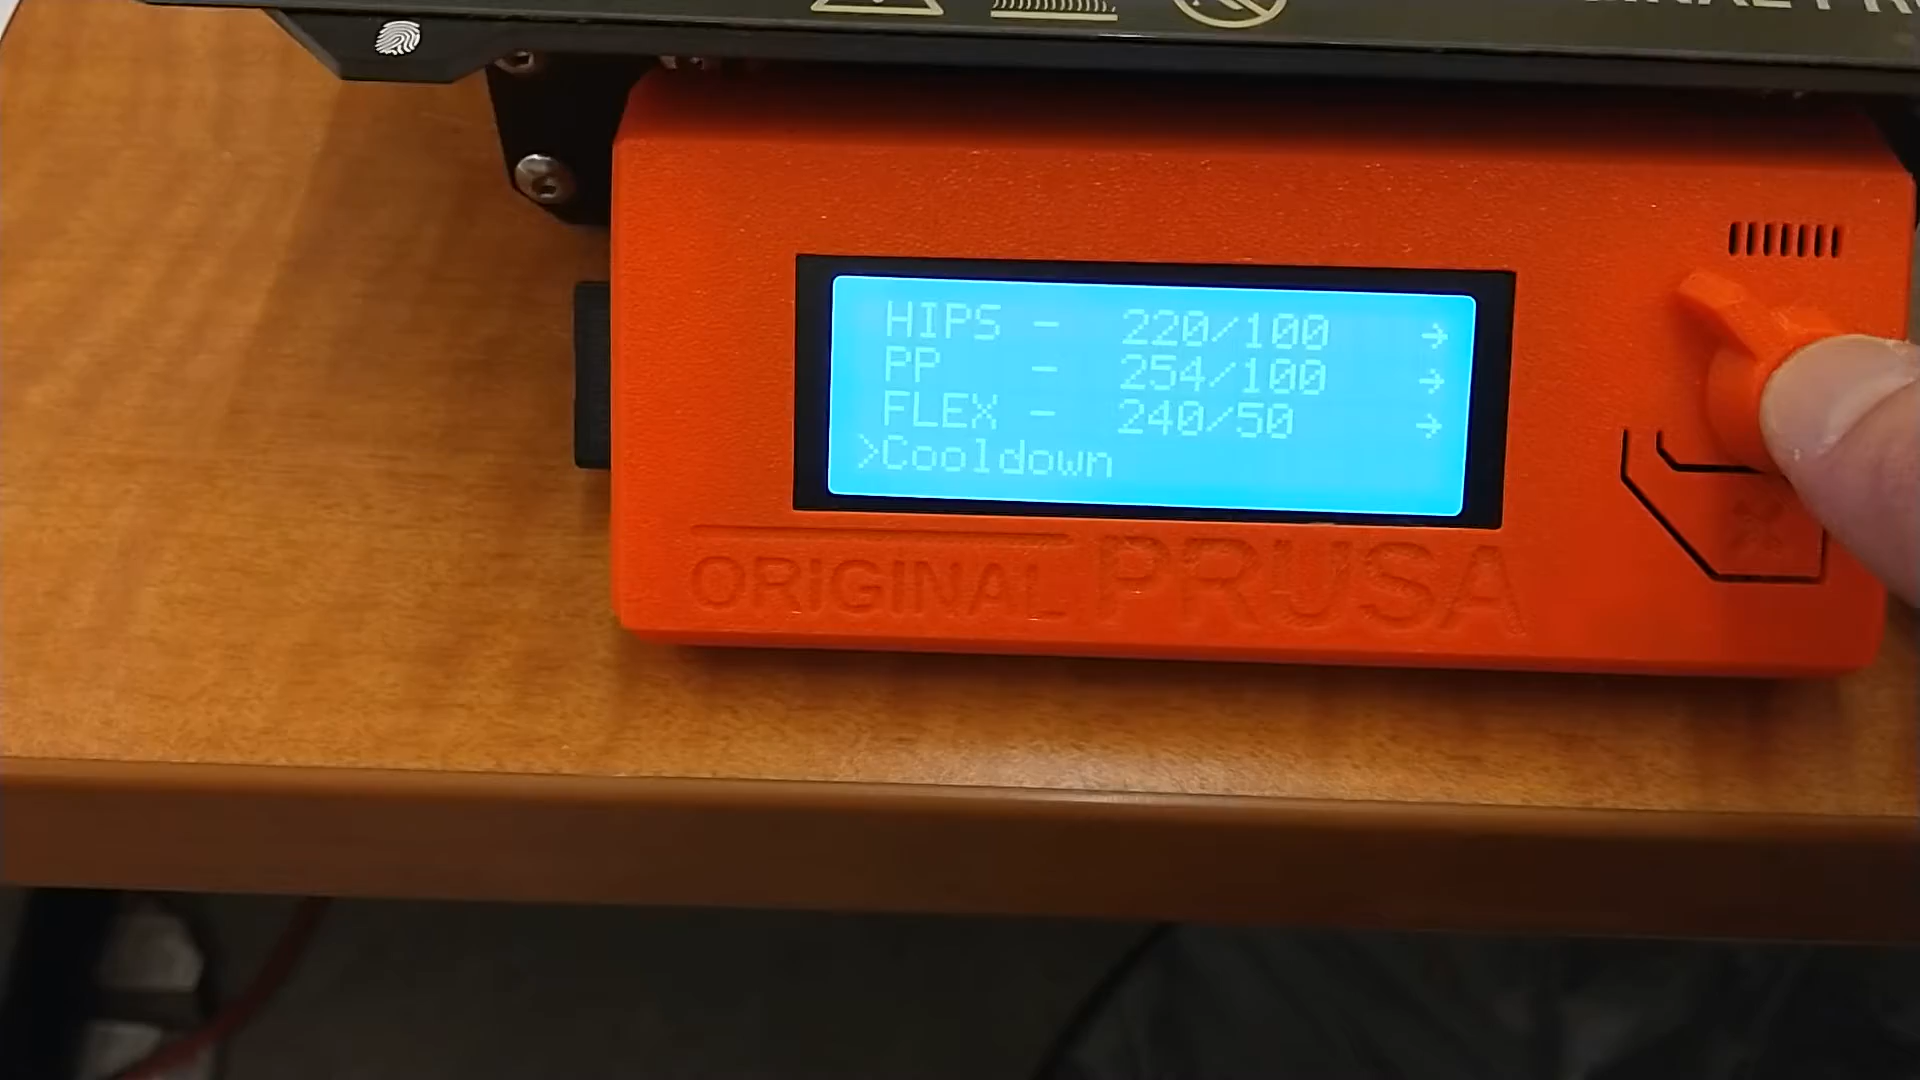 HIPS - 220/100 →
PP - 254/100 →
FLEX - 240/50 →
>Cooldown
ORIGINAL PRUSA